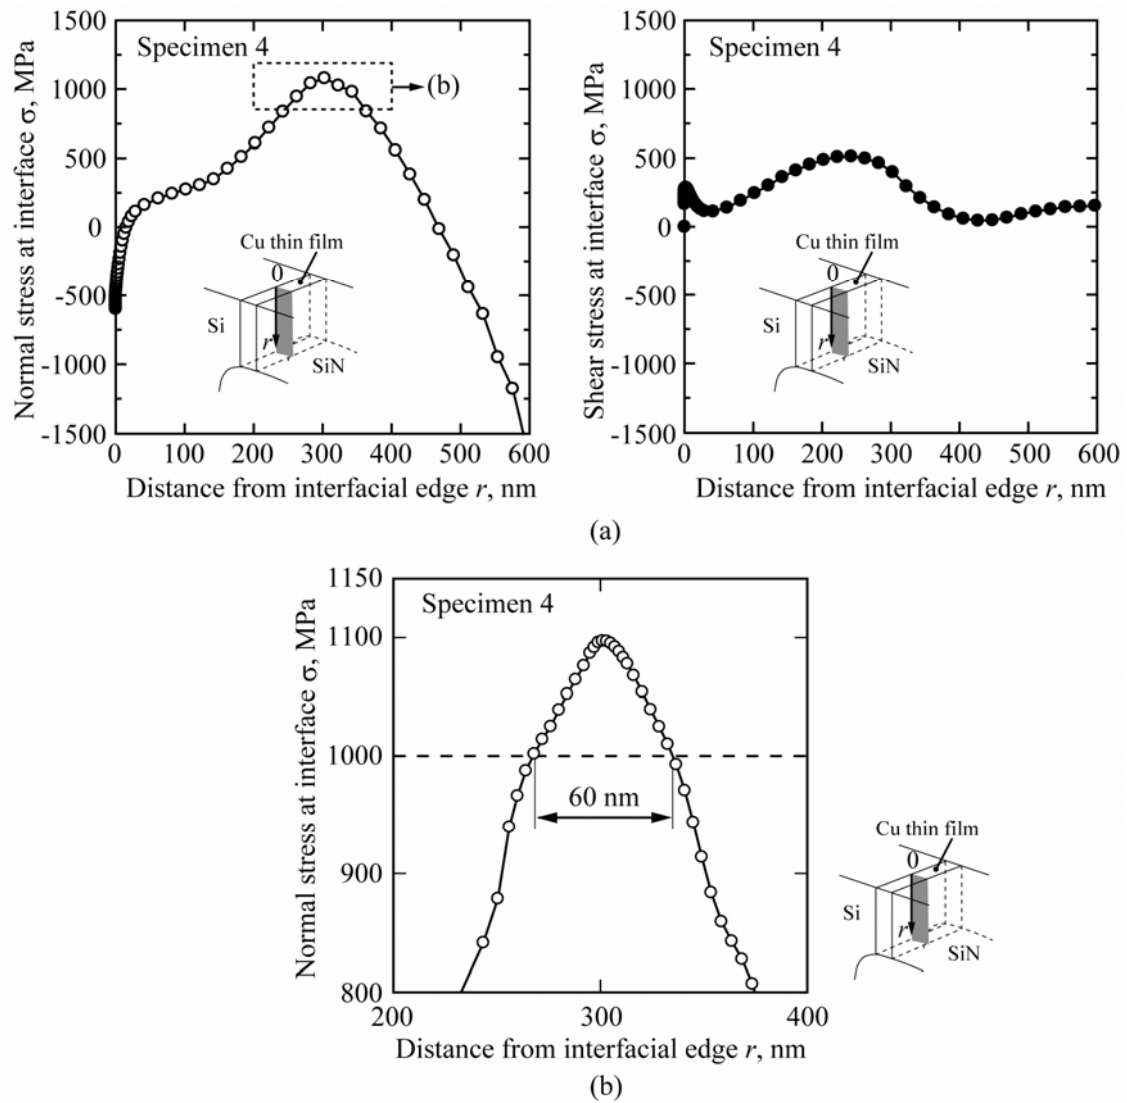 Specimen 4
Normal stress at interface σ, MPa
1500
1000
500
0
-500
-1000
-1500
(b)
Cu thin film
0
Si
r
SiN
0
100
200
300
400
500
600
Distance from interfacial edge r, nm
Specimen 4
Shear stress at interface σ, MPa
1500
1000
500
0
-500
-1000
-1500
Cu thin film
0
Si
r
SiN
0
100
200
300
400
500
600
Distance from interfacial edge r, nm
(a)
Specimen 4
Normal stress at interface σ, MPa
1150
1100
1000
900
800
60 nm
200
300
400
Distance from interfacial edge r, nm
Cu thin film
0
Si
r
SiN
(b)